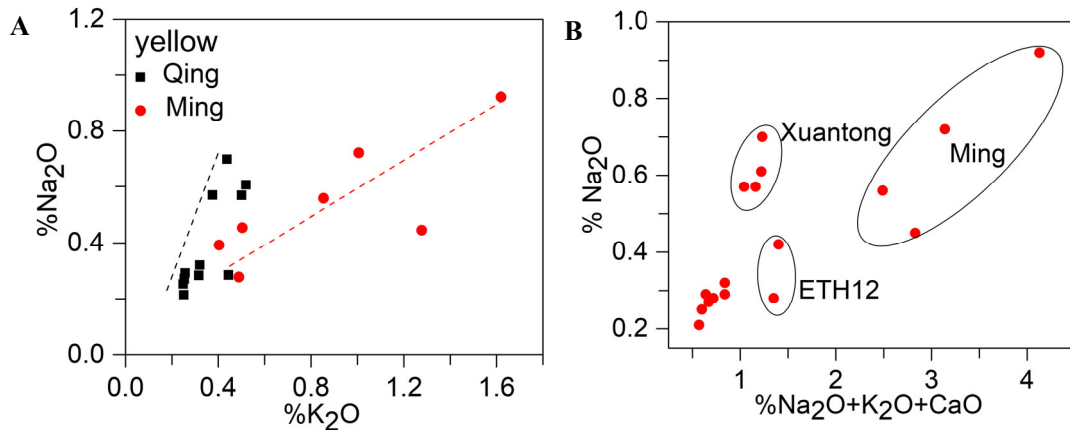 A
yellow
Qing
Ming
1.2
0.8
0.4
0.0
%Na₂O
0.0
0.4
0.8
1.2
1.6
%K₂O
B
1.0
0.8
0.6
0.4
0.2
% Na₂O
Xuantong
Ming
ETH12
1
2
3
4
%Na₂O+K₂O+CaO